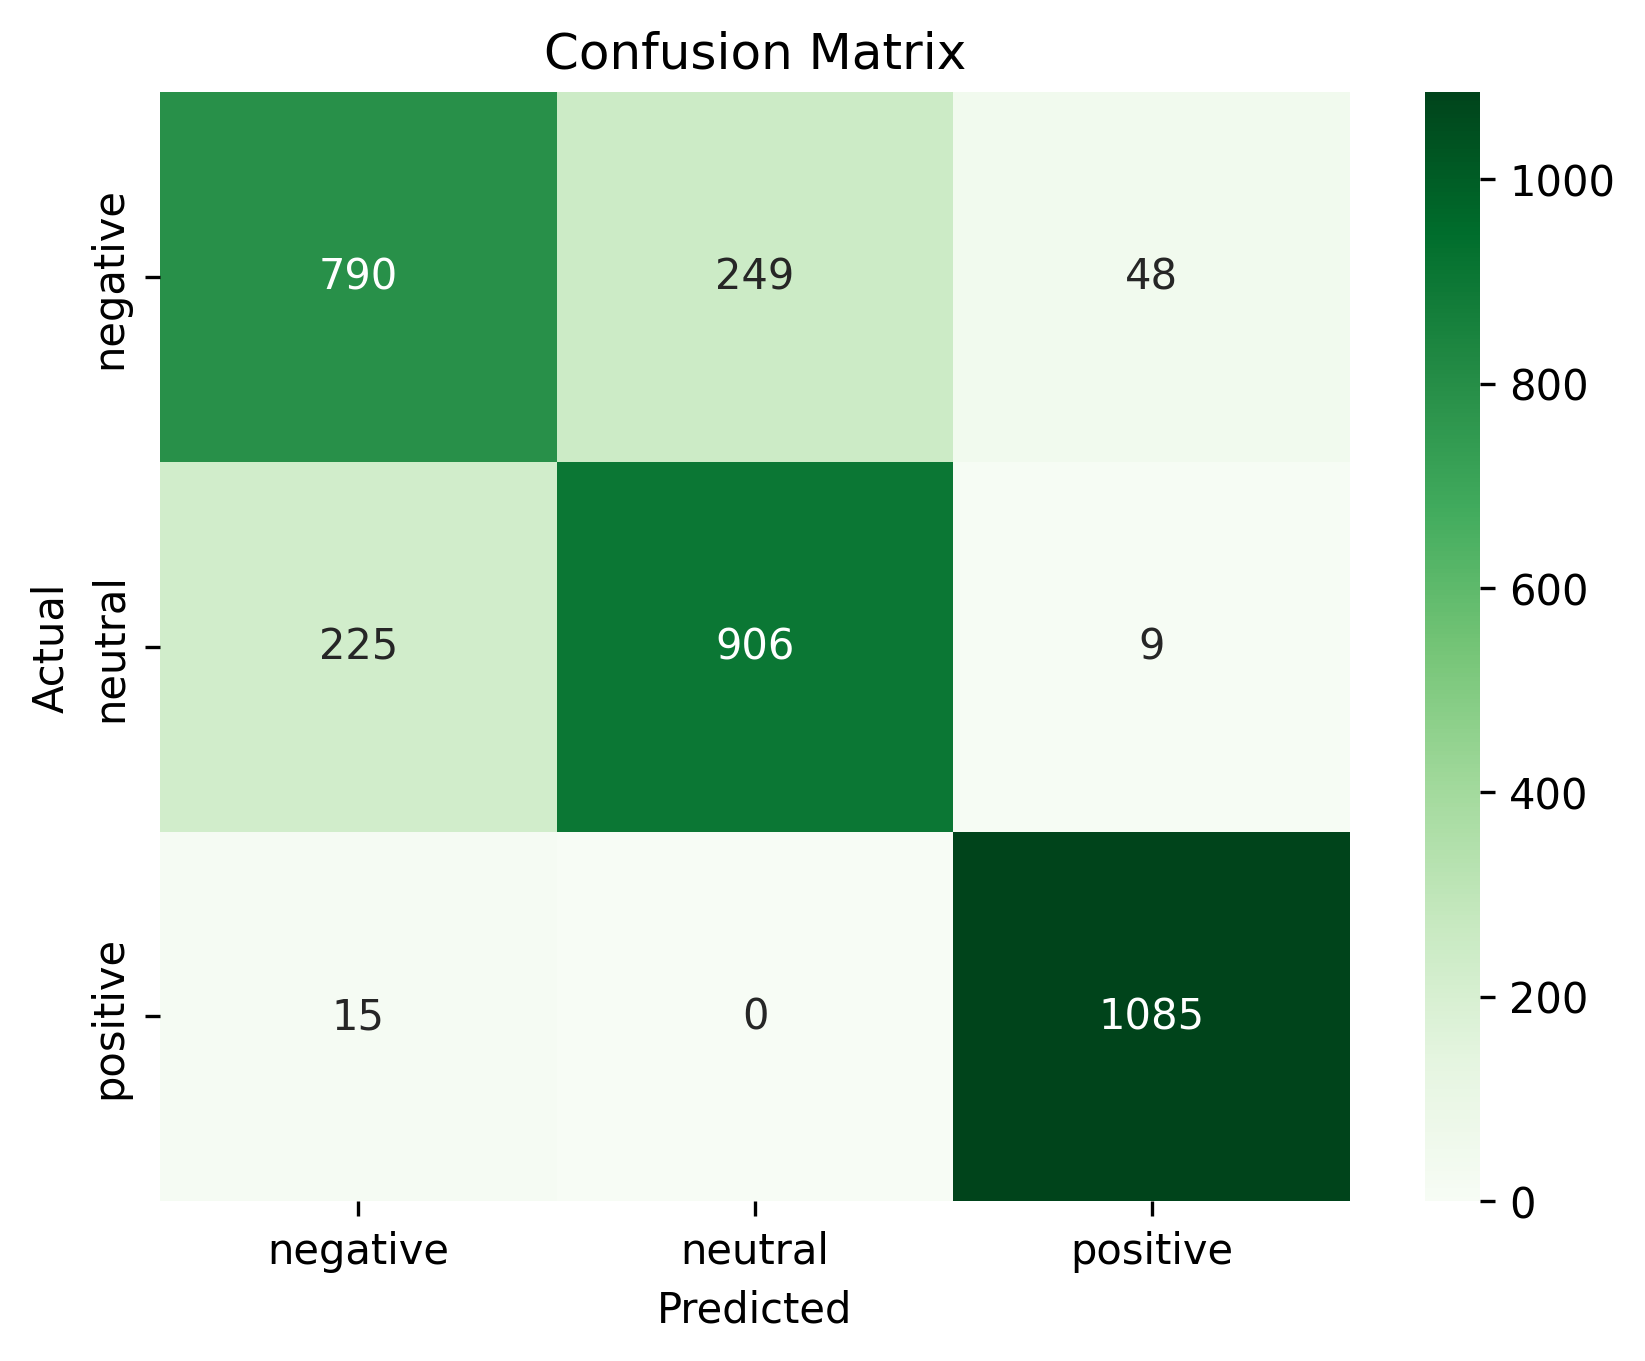 Confusion Matrix
Actual
negative
790 249 48
neutral
225 906 9
positive
15 0 1085
negative neutral positive
Predicted
1000
800
600
400
200
0